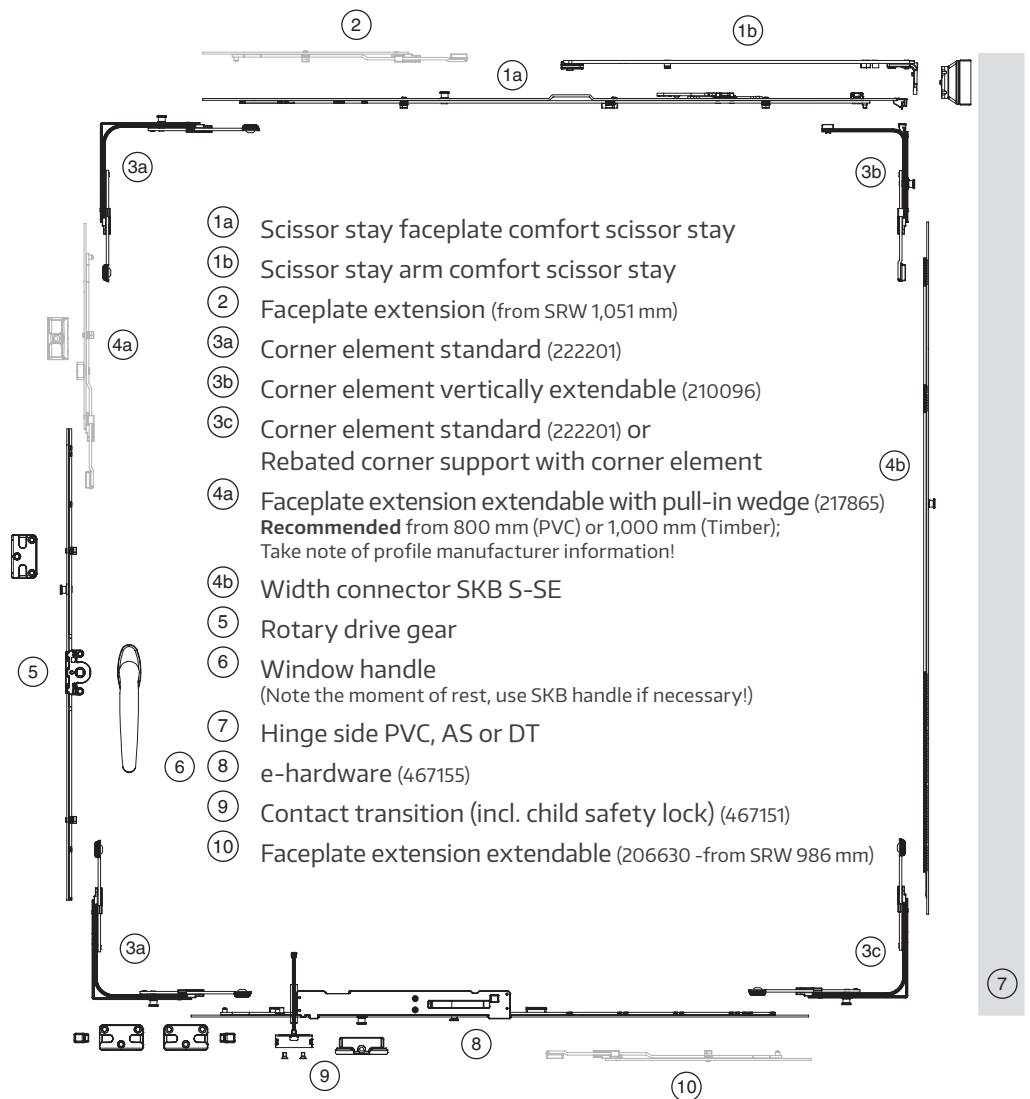 2
1b
1a
3a
3b
1a Scissor stay faceplate comfort scissor stay
1b Scissor stay arm comfort scissor stay
2 Faceplate extension (from SRW 1,051 mm)
3a Corner element standard (222201)
3b Corner element vertically extendable (210096)
3c Corner element standard (222201) or
Rebated corner support with corner element
4a
4b
4a Faceplate extension extendable with pull-in wedge (217865)
Recommended from 800 mm (PVC) or 1,000 mm (Timber);
Take note of profile manufacturer information!
4b Width connector SKB S-SE
5 Rotary drive gear
5
6 Window handle
(Note the moment of rest, use SKB handle if necessary!)
7 Hinge side PVC, AS or DT
6
8 e-hardware (467155)
9 Contact transition (incl. child safety lock) (467151)
10 Faceplate extension extendable (206630 -from SRW 986 mm)
3a
3c
7
8
9
10